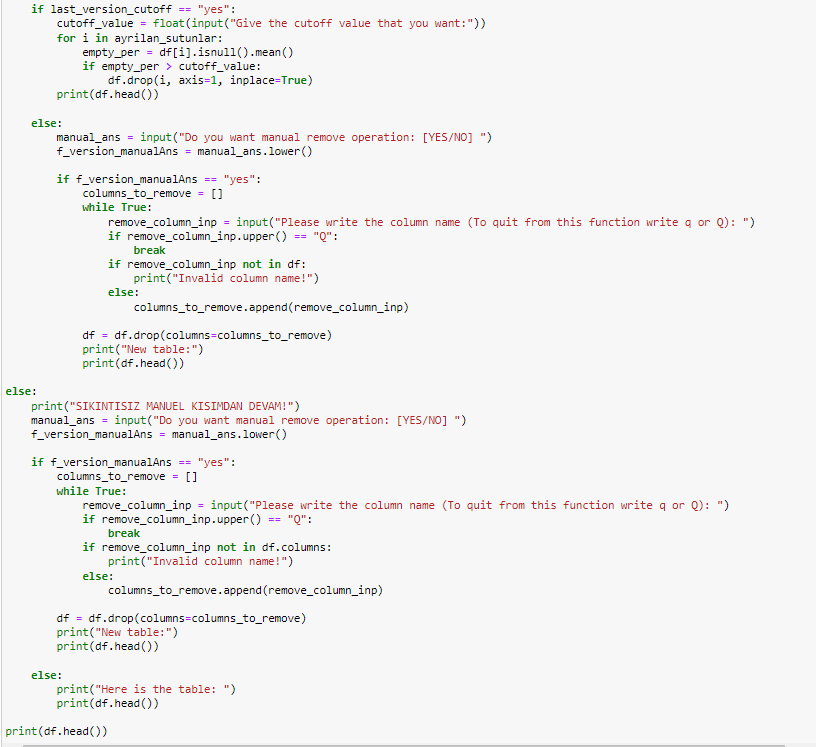 if last_version_cutoff == "yes":
cutoff_value = float(input("Give the cutoff value that you want:"))
for i in ayrilan_sutunlar:
empty_per = df[i].isnull().mean()
if empty_per > cutoff_value:
df.drop(i, axis=1, inplace=True)
print(df.head())
else:
manual_ans = input("Do you want manual remove operation: [YES/NO] ")
f_version_manualAns = manual_ans.lower()
if f_version_manualAns == "yes":
columns_to_remove = []
while True:
remove_column_inp = input("Please write the column name (To quit from this function write q or Q): ")
if remove_column_inp.upper() == "Q":
break
if remove_column_inp not in df:
print("Invalid column name!")
else:
columns_to_remove.append(remove_column_inp)
df = df.drop(columns=columns_to_remove)
print("New table:")
print(df.head())
else:
print("SIKINTISIZ MANUEL KISIMDAN DEVAM!")
manual_ans = input("Do you want manual remove operation: [YES/NO] ")
f_version_manualAns = manual_ans.lower()
if f_version_manualAns == "yes":
columns_to_remove = []
while True:
remove_column_inp = input("Please write the column name (To quit from this function write q or Q): ")
if remove_column_inp.upper() == "Q":
break
if remove_column_inp not in df.columns:
print("Invalid column name!")
else:
columns_to_remove.append(remove_column_inp)
df = df.drop(columns=columns_to_remove)
print("New table:")
print(df.head())
else:
print("Here is the table: ")
print(df.head())
print(df.head())